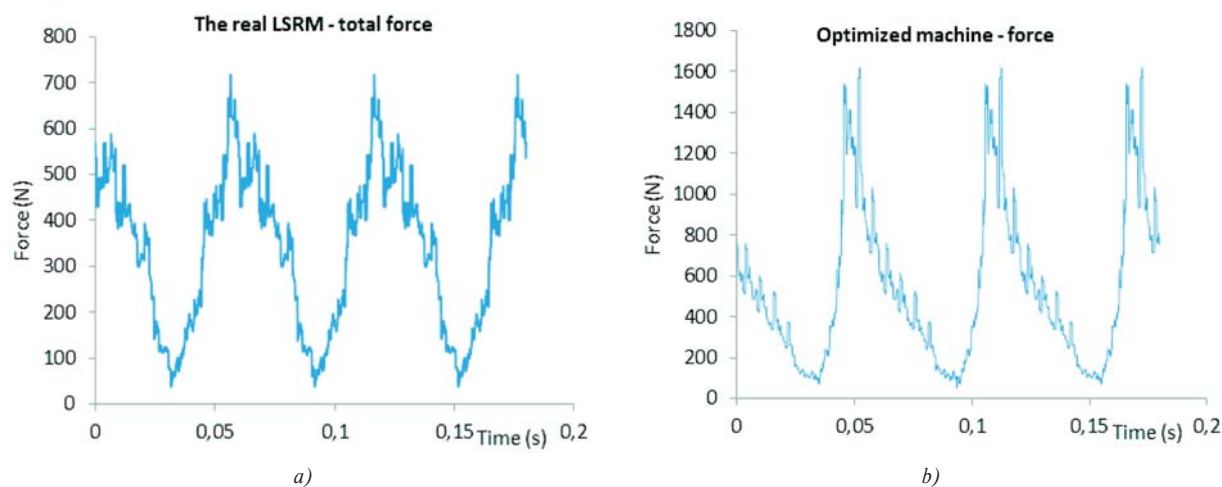 The real LSRM - total force
800
700
600
500
400
300
200
100
0
Force (N)
0 0,05 0,1 0,15 0,2
Time (s)
a)
Optimized machine - force
1800
1600
1400
1200
1000
800
600
400
200
0
Force (N)
0 0,05 0,1 0,15 0,2
Time (s)
b)